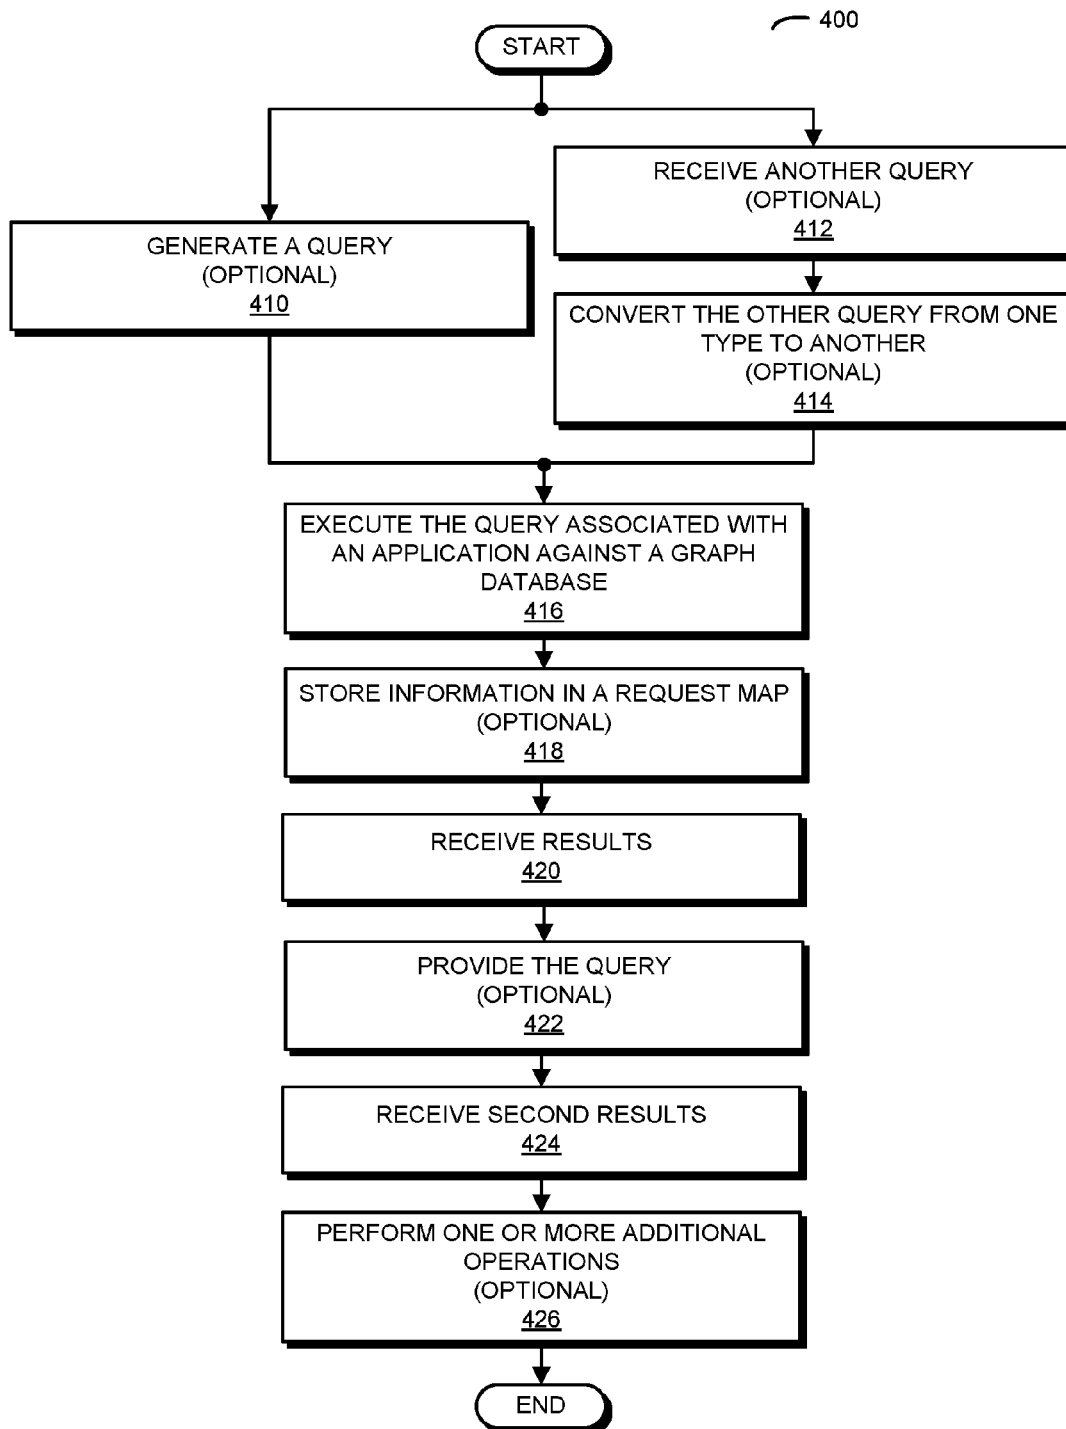 400
START
RECEIVE ANOTHER QUERY
(OPTIONAL)
412
GENERATE A QUERY
(OPTIONAL)
410
CONVERT THE OTHER QUERY FROM ONE
TYPE TO ANOTHER
(OPTIONAL)
414
EXECUTE THE QUERY ASSOCIATED WITH
AN APPLICATION AGAINST A GRAPH
DATABASE
416
STORE INFORMATION IN A REQUEST MAP
(OPTIONAL)
418
RECEIVE RESULTS
420
PROVIDE THE QUERY
(OPTIONAL)
422
RECEIVE SECOND RESULTS
424
PERFORM ONE OR MORE ADDITIONAL
OPERATIONS
(OPTIONAL)
426
END